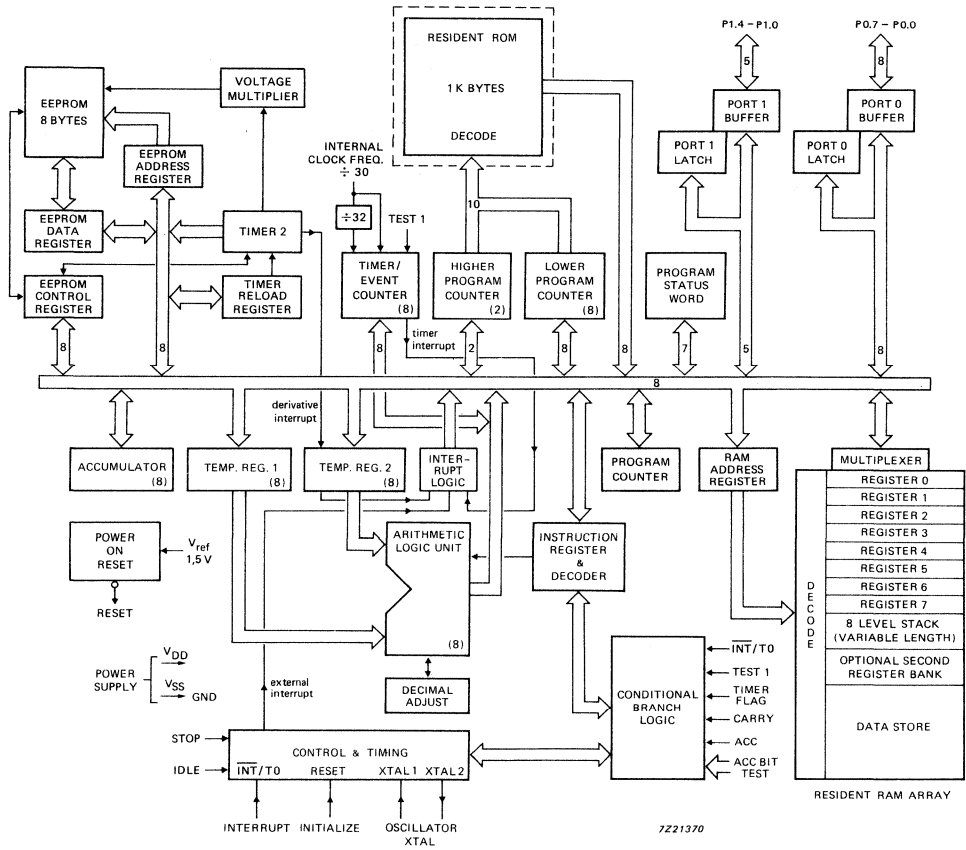 P1.4 – P1.0
P0.7 – P0.0
RESIDENT ROM
1 K BYTES
DECODE
5
8
EEPROM
8 BYTES
VOLTAGE
MULTIPLIER
PORT 1
BUFFER
PORT 0
BUFFER
PORT 1
LATCH
PORT 0
LATCH
EEPROM
ADDRESS
REGISTER
INTERNAL
CLOCK FREQ.
÷ 30
÷32
TEST 1
10
EEPROM
DATA
REGISTER
TIMER 2
EEPROM
CONTROL
REGISTER
TIMER
RELOAD
REGISTER
TIMER/
EVENT
COUNTER
(8)
HIGHER
PROGRAM
COUNTER
(2)
LOWER
PROGRAM
COUNTER
(8)
PROGRAM
STATUS
WORD
timer
interrupt
8
8
8
2
8
8
7
5
8
8
derivative
interrupt
ACCUMULATOR
(8)
TEMP. REG. 1
(8)
TEMP. REG. 2
(8)
INTER–
RUPT
LOGIC
PROGRAM
COUNTER
RAM
ADDRESS
REGISTER
MULTIPLEXER
REGISTER 0
REGISTER 1
REGISTER 2
REGISTER 3
REGISTER 4
REGISTER 5
REGISTER 6
REGISTER 7
8 LEVEL STACK
(VARIABLE LENGTH)
OPTIONAL SECOND
REGISTER BANK
DATA STORE
DECODE
RESIDENT RAM ARRAY
POWER
ON
RESET
Vref
1,5 V
RESET
ARITHMETIC
LOGIC UNIT
(8)
INSTRUCTION
REGISTER
&
DECODER
DECIMAL
ADJUST
POWER
SUPPLY
VDD
VSS
GND
external
interrupt
CONDITIONAL
BRANCH
LOGIC
INT/T0
TEST 1
TIMER
FLAG
CARRY
ACC
ACC BIT
TEST
STOP
IDLE
CONTROL & TIMING
INT/T0 RESET XTAL 1 XTAL 2
INTERRUPT INITIALIZE OSCILLATOR
XTAL
7Z21370